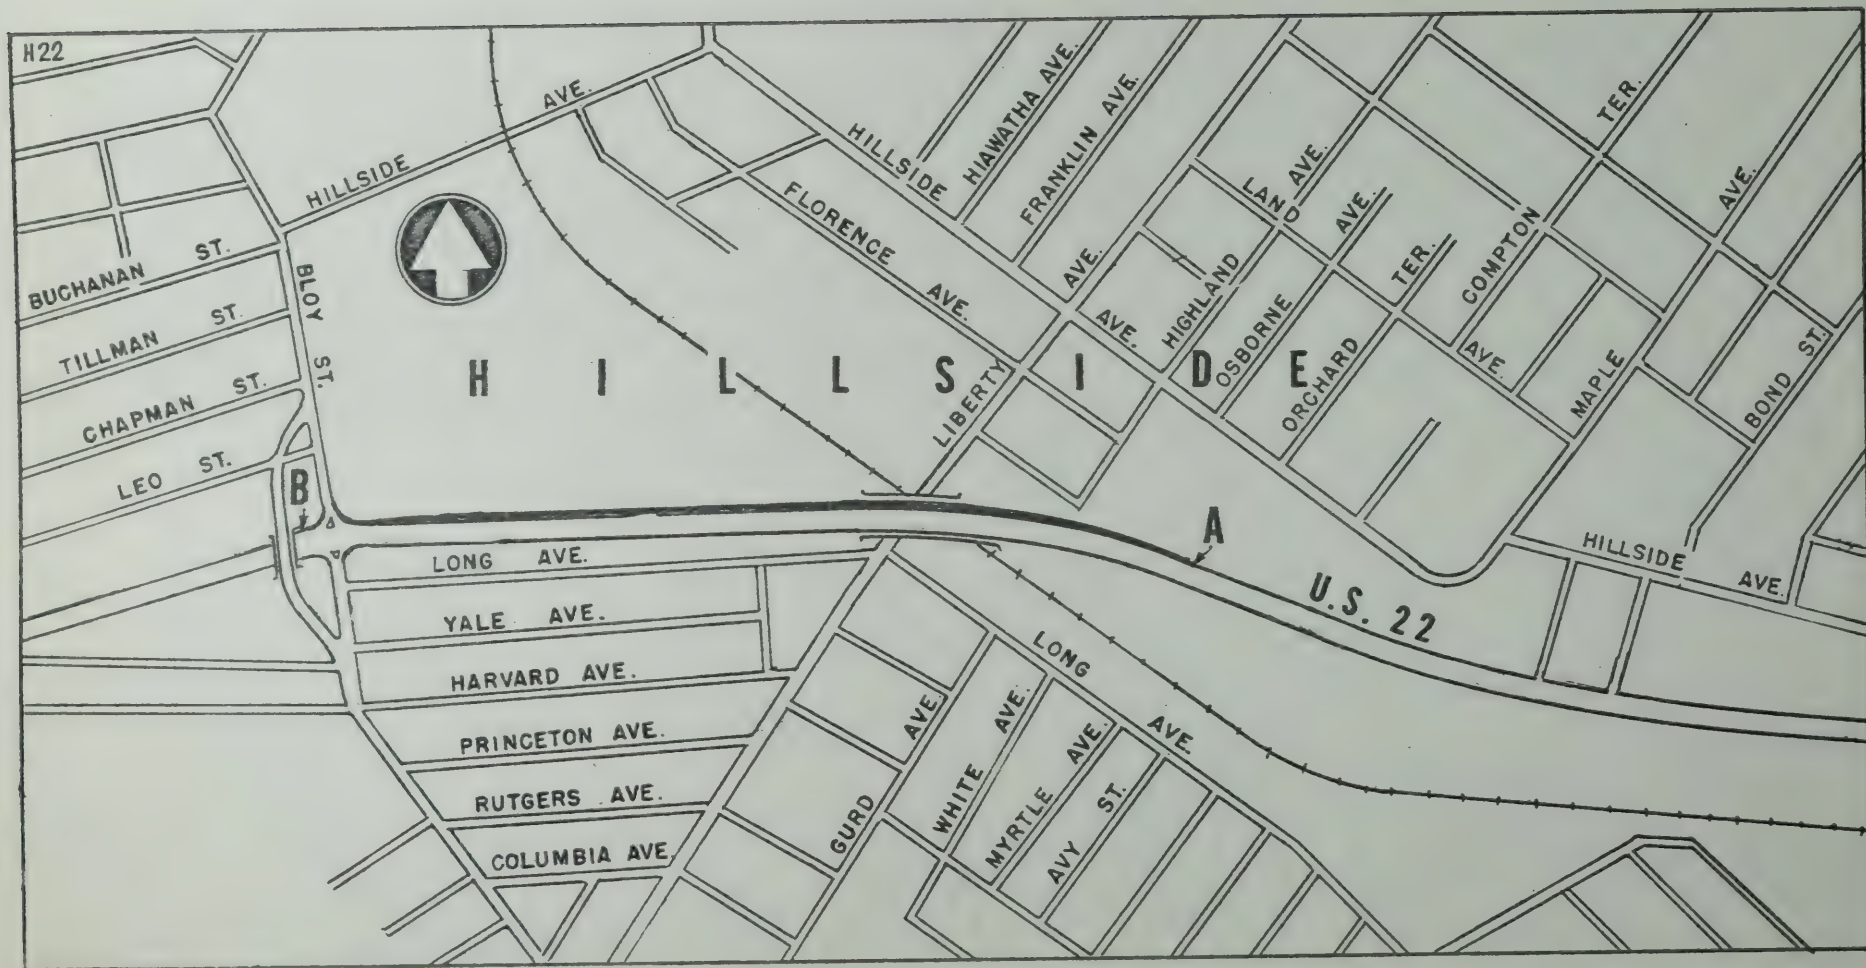 H22
HILLSIDE AVE.
HILLSIDE AVE.
HIAWATHA AVE.
FRANKLIN AVE.
FLORENCE AVE.
LAND AVE.
AVE.
HIGHLAND AVE.
OSBORNE AVE.
ORCHARD TER.
COMPTON TER.
AVE.
MAPLE AVE.
BOND ST.
LIBERTY AVE.
BUCHANAN ST.
TILLMAN ST.
CHAPMAN ST.
LEO ST.
BLOY ST.
HILLSIDE
B
A
U.S. 22
HILLSIDE AVE.
LONG AVE.
YALE AVE.
HARVARD AVE.
PRINCETON AVE.
RUTGERS AVE.
COLUMBIA AVE.
LONG AVE.
GURD AVE.
WHITE AVE.
MYRTLE AVE.
AVY ST.